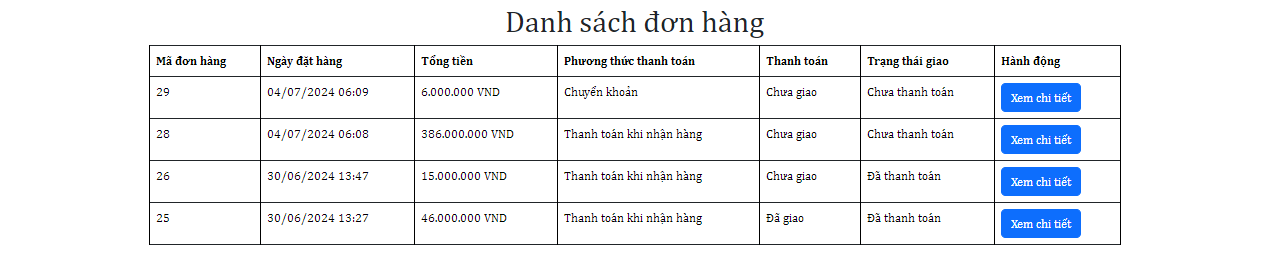 Danh sách đơn hàng
Mã đơn hàng Ngày đặt hàng Tổng tiền Phương thức thanh toán Thanh toán Trạng thái giao Hành động
29 04/07/2024 06:09 6.000.000 VND Chuyển khoản Chưa giao Chưa thanh toán Xem chi tiết
28 04/07/2024 06:08 386.000.000 VND Thanh toán khi nhận hàng Chưa giao Chưa thanh toán Xem chi tiết
26 30/06/2024 13:47 15.000.000 VND Thanh toán khi nhận hàng Chưa giao Đã thanh toán Xem chi tiết
25 30/06/2024 13:27 46.000.000 VND Thanh toán khi nhận hàng Đã giao Đã thanh toán Xem chi tiết